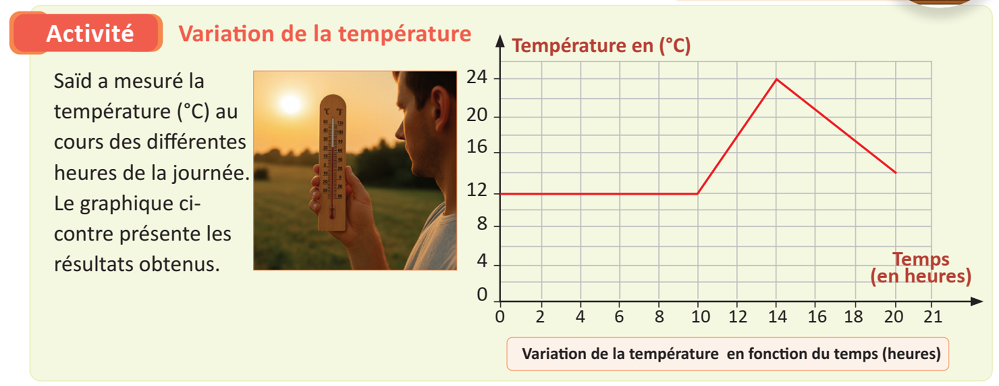 Activité
Variation de la température
Saïd a mesuré la
température (°C) au
cours des différentes
heures de la journée.
Le graphique ci-
contre présente les
résultats obtenus.
°C °F
Température en (°C)
24
20
16
12
8
4
0
0 2 4 6 8 10 12 14 16 18 20 21
Temps
(en heures)
Variation de la température en fonction du temps (heures)